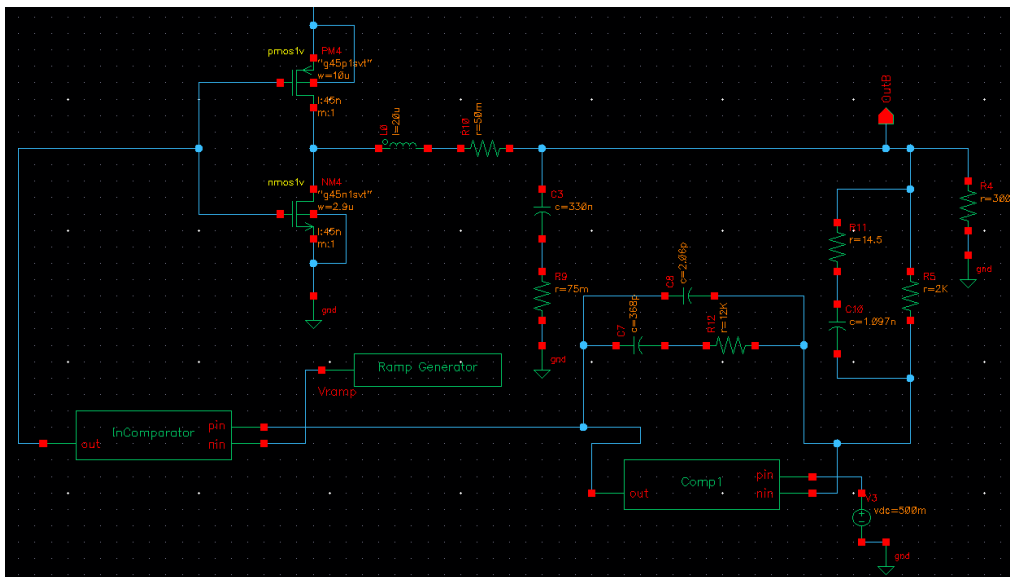 pmos1v
PM4
"g45p1svt"
w=10u
l:45n
m:1
L0
l=20u
R10
r=50m
OutB
nmos1v
NM4
"g45n1svt"
w=2.9u
l:45n
m:1
gnd
C3
c=330n
R9
r=75m
gnd
R4
r=300
gnd
R11
r=14.5
C10
c=1.097n
R5
r=2K
C8
c=2.06p
C7
c=368p
R12
r=12K
Ramp Generator
Vramp
InComparator
pin
nin
out
Comp1
pin
nin
out
V3
vdc=500m
gnd